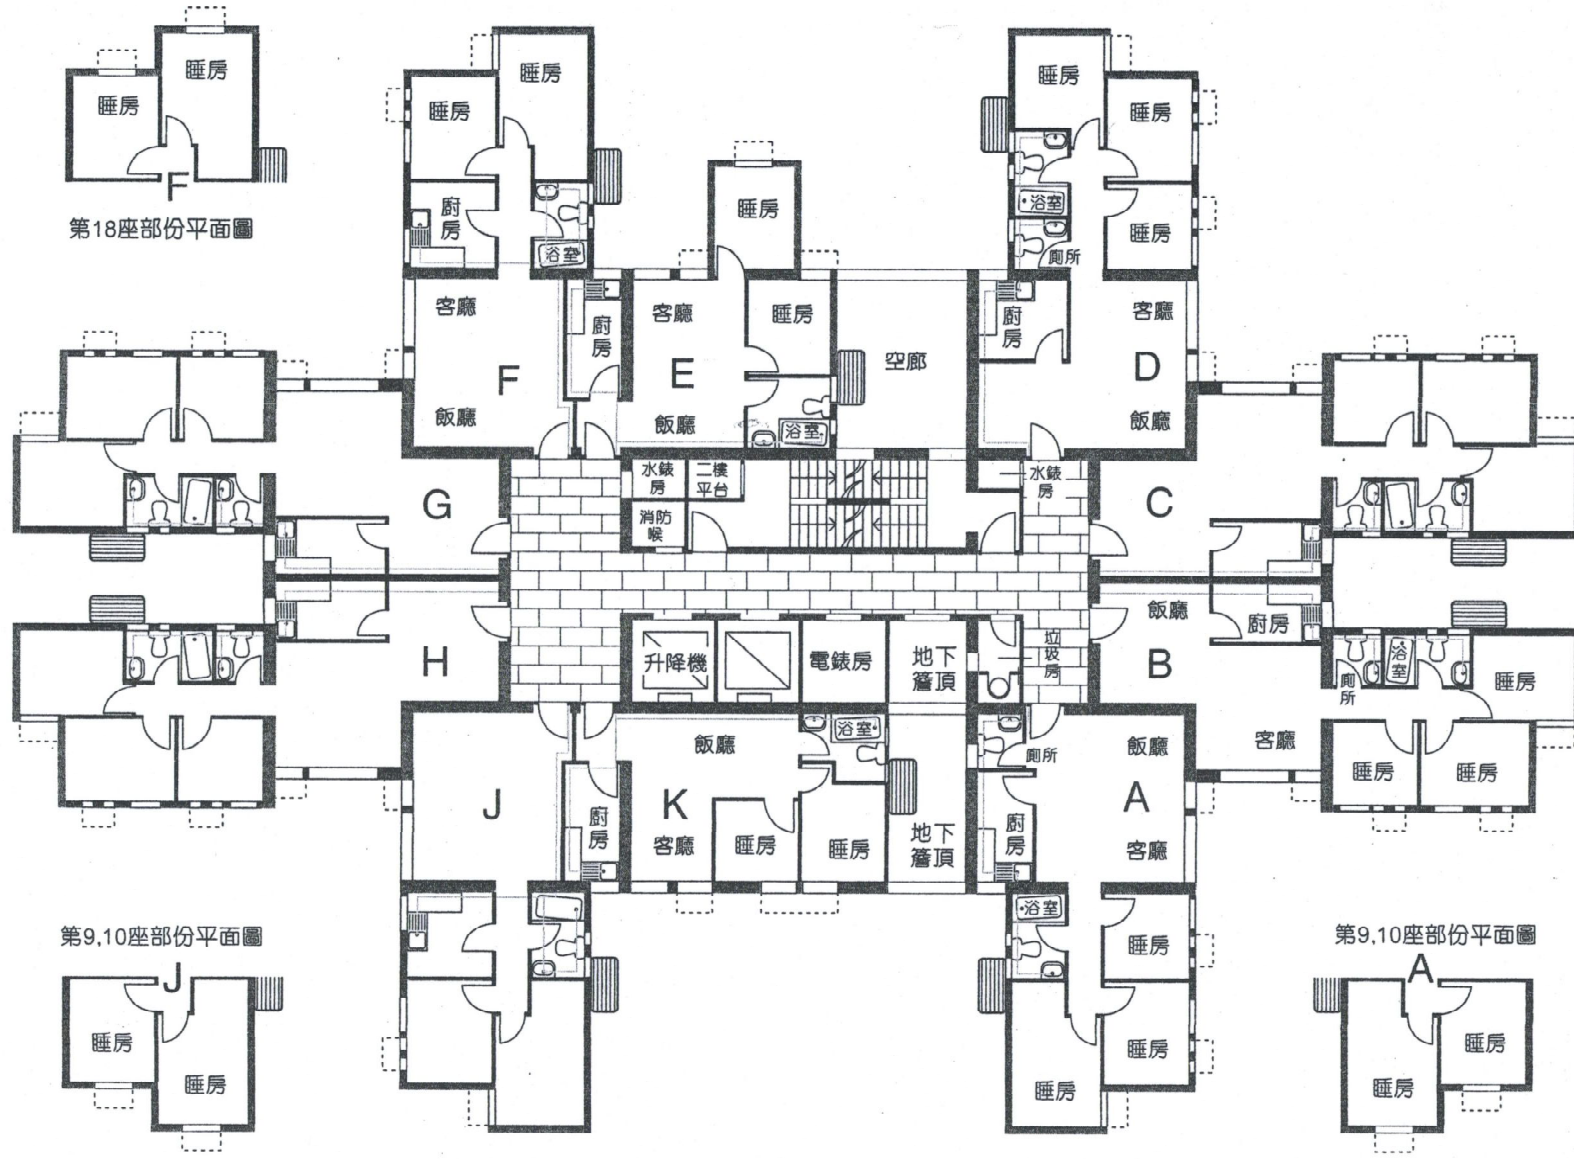 睡房
睡房
F
第18座部份平面圖
睡房
睡房
廚房
浴室
客廳
F
飯廳
廚房
睡房
客廳
睡房
E
飯廳
浴室
空廊
睡房
睡房
浴室
睡房
廁所
廚房
客廳
D
飯廳
G
水錶房
二樓平台
消防喉
水錶房
C
H
升降機
電錶房
地下簷頂
垃圾房
飯廳
廚房
B
浴室
廁所
睡房
客廳
睡房
睡房
J
廚房
飯廳
浴室
K
客廳
睡房
睡房
地下簷頂
廁所
飯廳
A
廚房
客廳
浴室
睡房
睡房
睡房
第9,10座部份平面圖
J
睡房
睡房
第9,10座部份平面圖
A
睡房
睡房